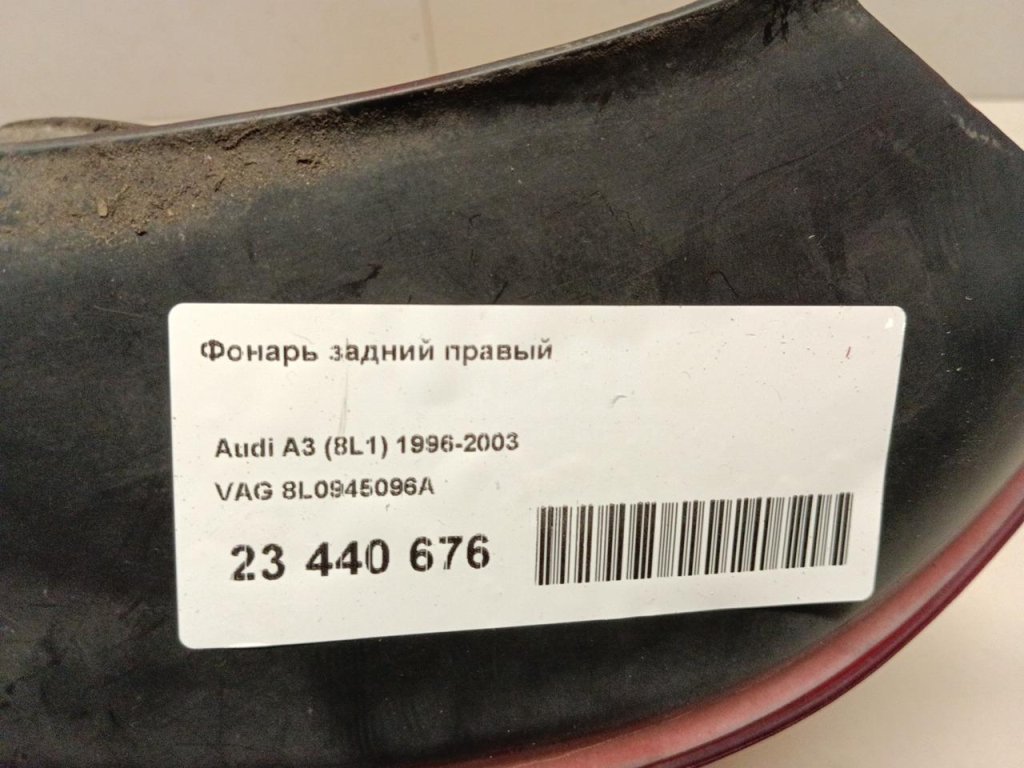 Фонарь задний правый
Audi A3 (8L1) 1996-2003
VAG 8L0945096A
23 440 676